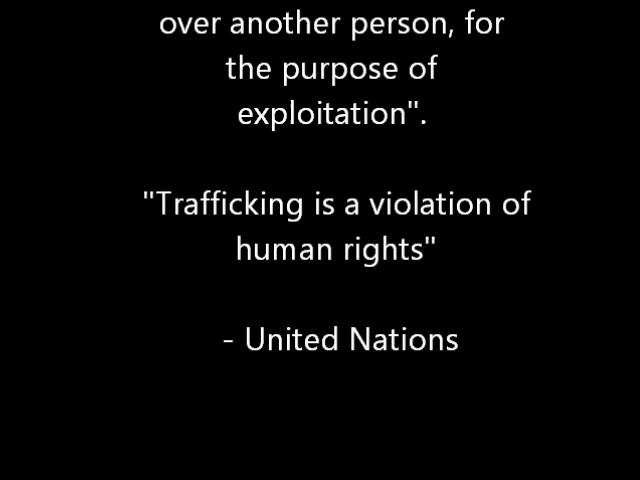 over another person, for
the purpose of
exploitation".
"Trafficking is a violation of
human rights"
- United Nations